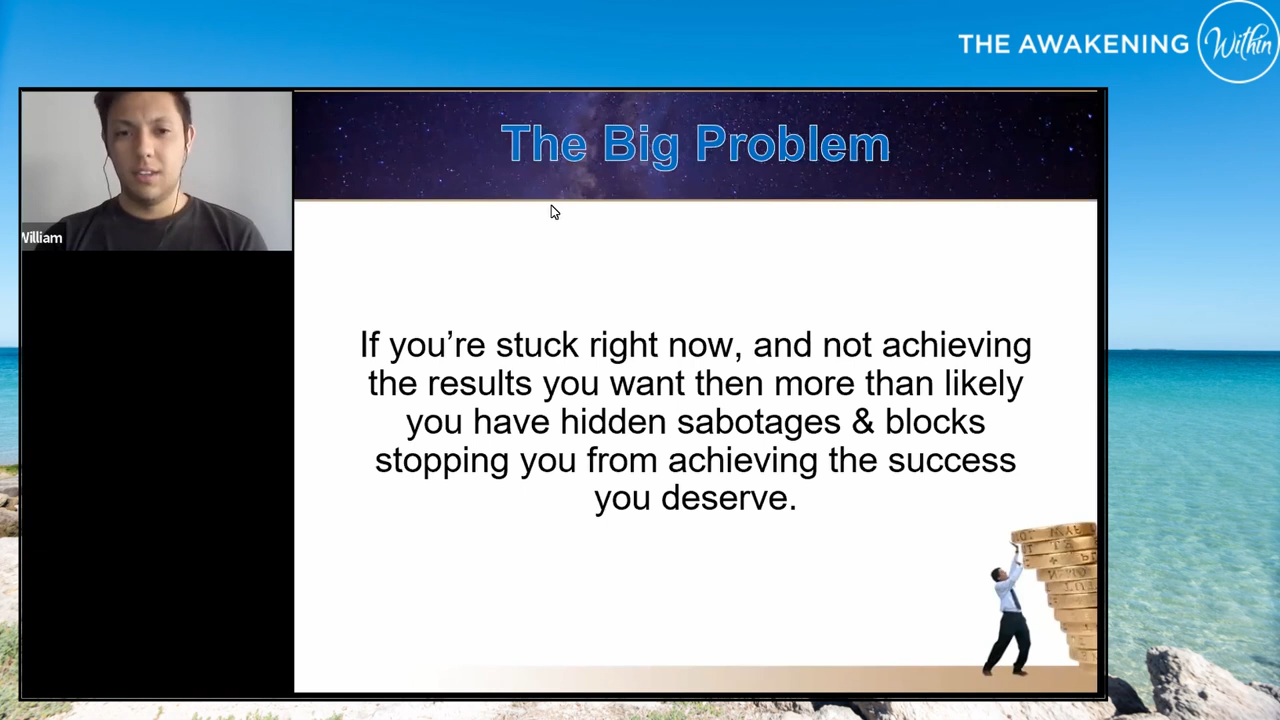 THE AWAKENING Within
The Big Problem
William
If you’re stuck right now, and not achieving
the results you want then more than likely
you have hidden sabotages & blocks
stopping you from achieving the success
you deserve.